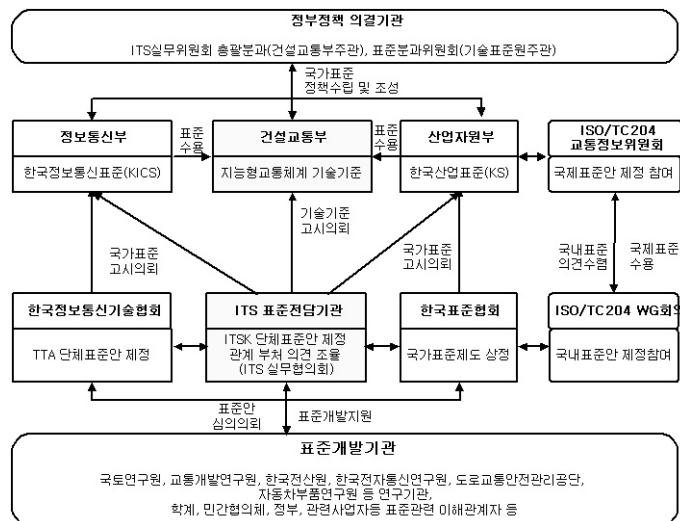 정부정책 의결기관
ITS실무위원회 총괄분과(건설교통부주관), 표준분과위원회(기술표준원주관)
국가표준
정책수립 및 조성
정보통신부
한국정보통신표준(KICS)
표준
수용
건설교통부
지능형교통체계 기술기준
표준
수용
산업자원부
한국산업표준(KS)
ISO/TC204
교통정보위원회
국제표준안 제정 참여
국가표준
고시의뢰
기술기준
고시의뢰
국가표준
고시의뢰
국내표준
의견수렴
국제표준
수용
한국정보통신기술협회
TTA 단체표준안 제정
ITS 표준전담기관
ITSK 단체표준안 제정
관계 부처 의견 조율
(ITS 실무협의회)
한국표준협회
국가표준제도 상정
ISO/TC204 WG회의
국내표준안 제정참여
표준안
심의의뢰
표준개발지원
표준개발기관
국토연구원, 교통개발연구원, 한국전산원, 한국전자통신연구원, 도로교통안전관리공단,
자동차부품연구원 등 연구기관,
학계, 민간협의체, 정부, 관련사업자등 표준관련 이해관계자 등